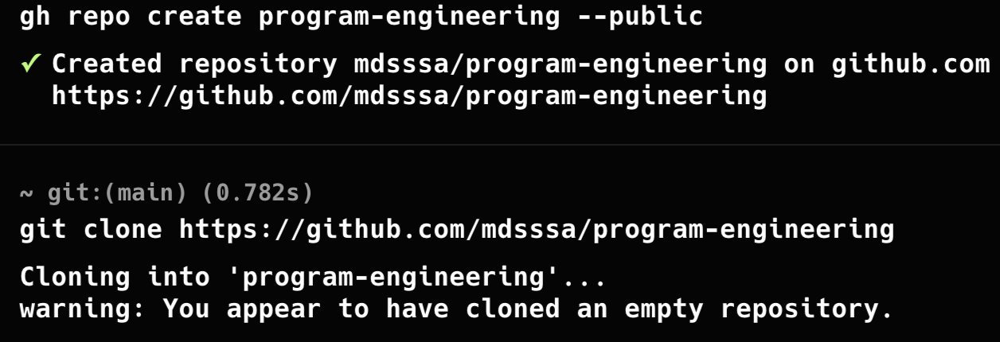 gh repo create program-engineering --public
✓ Created repository mdsssa/program-engineering on github.com
https://github.com/mdsssa/program-engineering
~ git:(main) (0.782s)
git clone https://github.com/mdsssa/program-engineering
Cloning into 'program-engineering'...
warning: You appear to have cloned an empty repository.